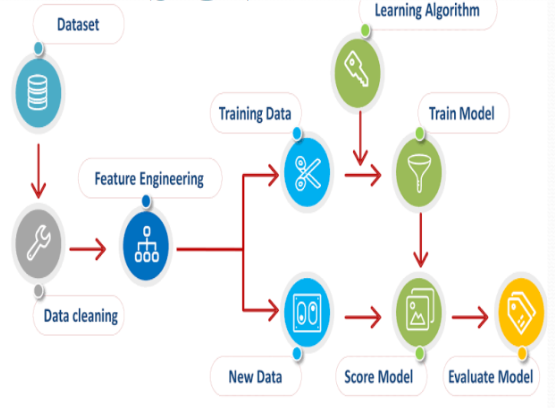 Dataset
Learning Algorithm
Training Data
Train Model
Feature Engineering
Data cleaning
New Data
Score Model
Evaluate Model